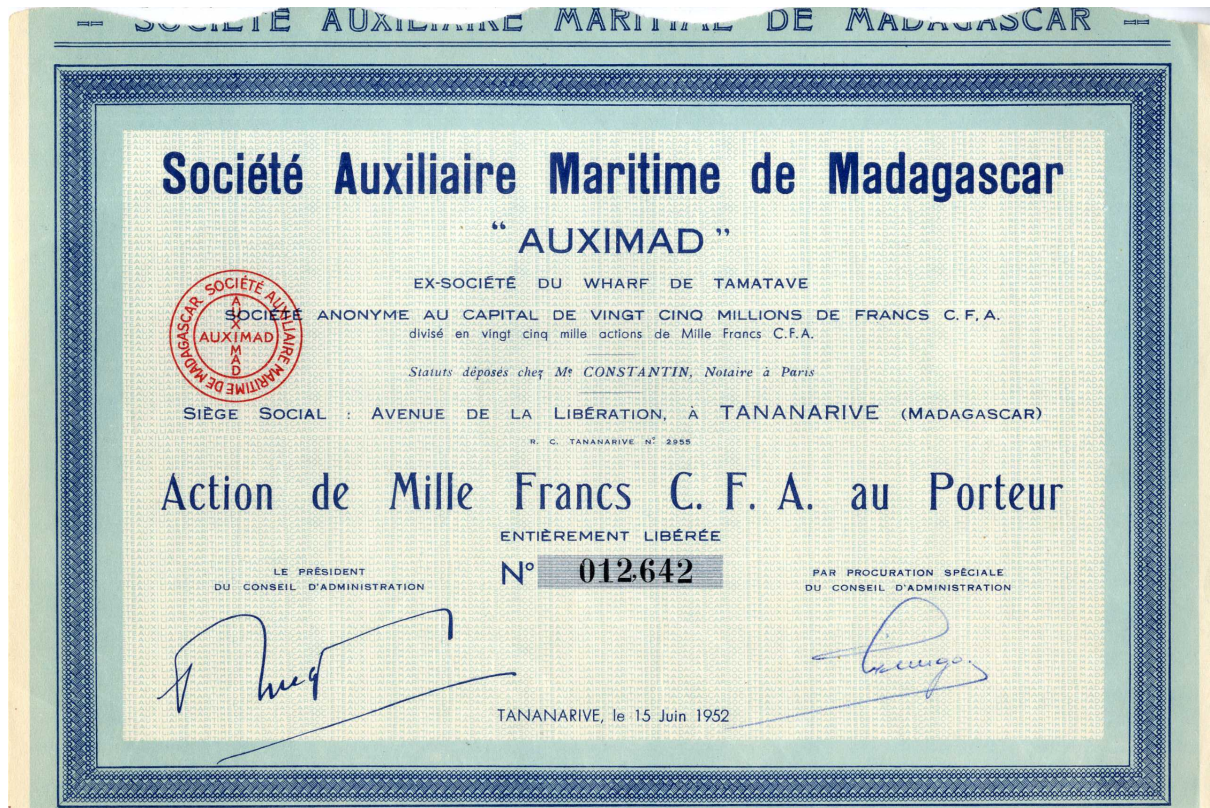 SOCIÉTÉ AUXILIAIRE MARITIME DE MADAGASCAR
Société Auxiliaire Maritime de Madagascar
“ AUXIMAD ”
EX-SOCIÉTÉ DU WHARF DE TAMATAVE
SOCIÉTÉ ANONYME AU CAPITAL DE VINGT CINQ MILLIONS DE FRANCS C. F. A.
divisé en vingt cinq mille actions de Mille Francs C.F.A.
SOCIÉTÉ AUXILIAIRE MARITIME DE MADAGASCAR
AUXIMAD
AUXIMAD
Statuts déposés chez Mᵉ CONSTANTIN, Notaire à Paris
SIÈGE SOCIAL : AVENUE DE LA LIBÉRATION, À TANANARIVE (MADAGASCAR)
R. C. TANANARIVE N° 2955
Action de Mille Francs C. F. A. au Porteur
ENTIÈREMENT LIBÉRÉE
N° 012,642
LE PRÉSIDENT
DU CONSEIL D'ADMINISTRATION
PAR PROCURATION SPÉCIALE
DU CONSEIL D'ADMINISTRATION
TANANARIVE, le 15 Juin 1952